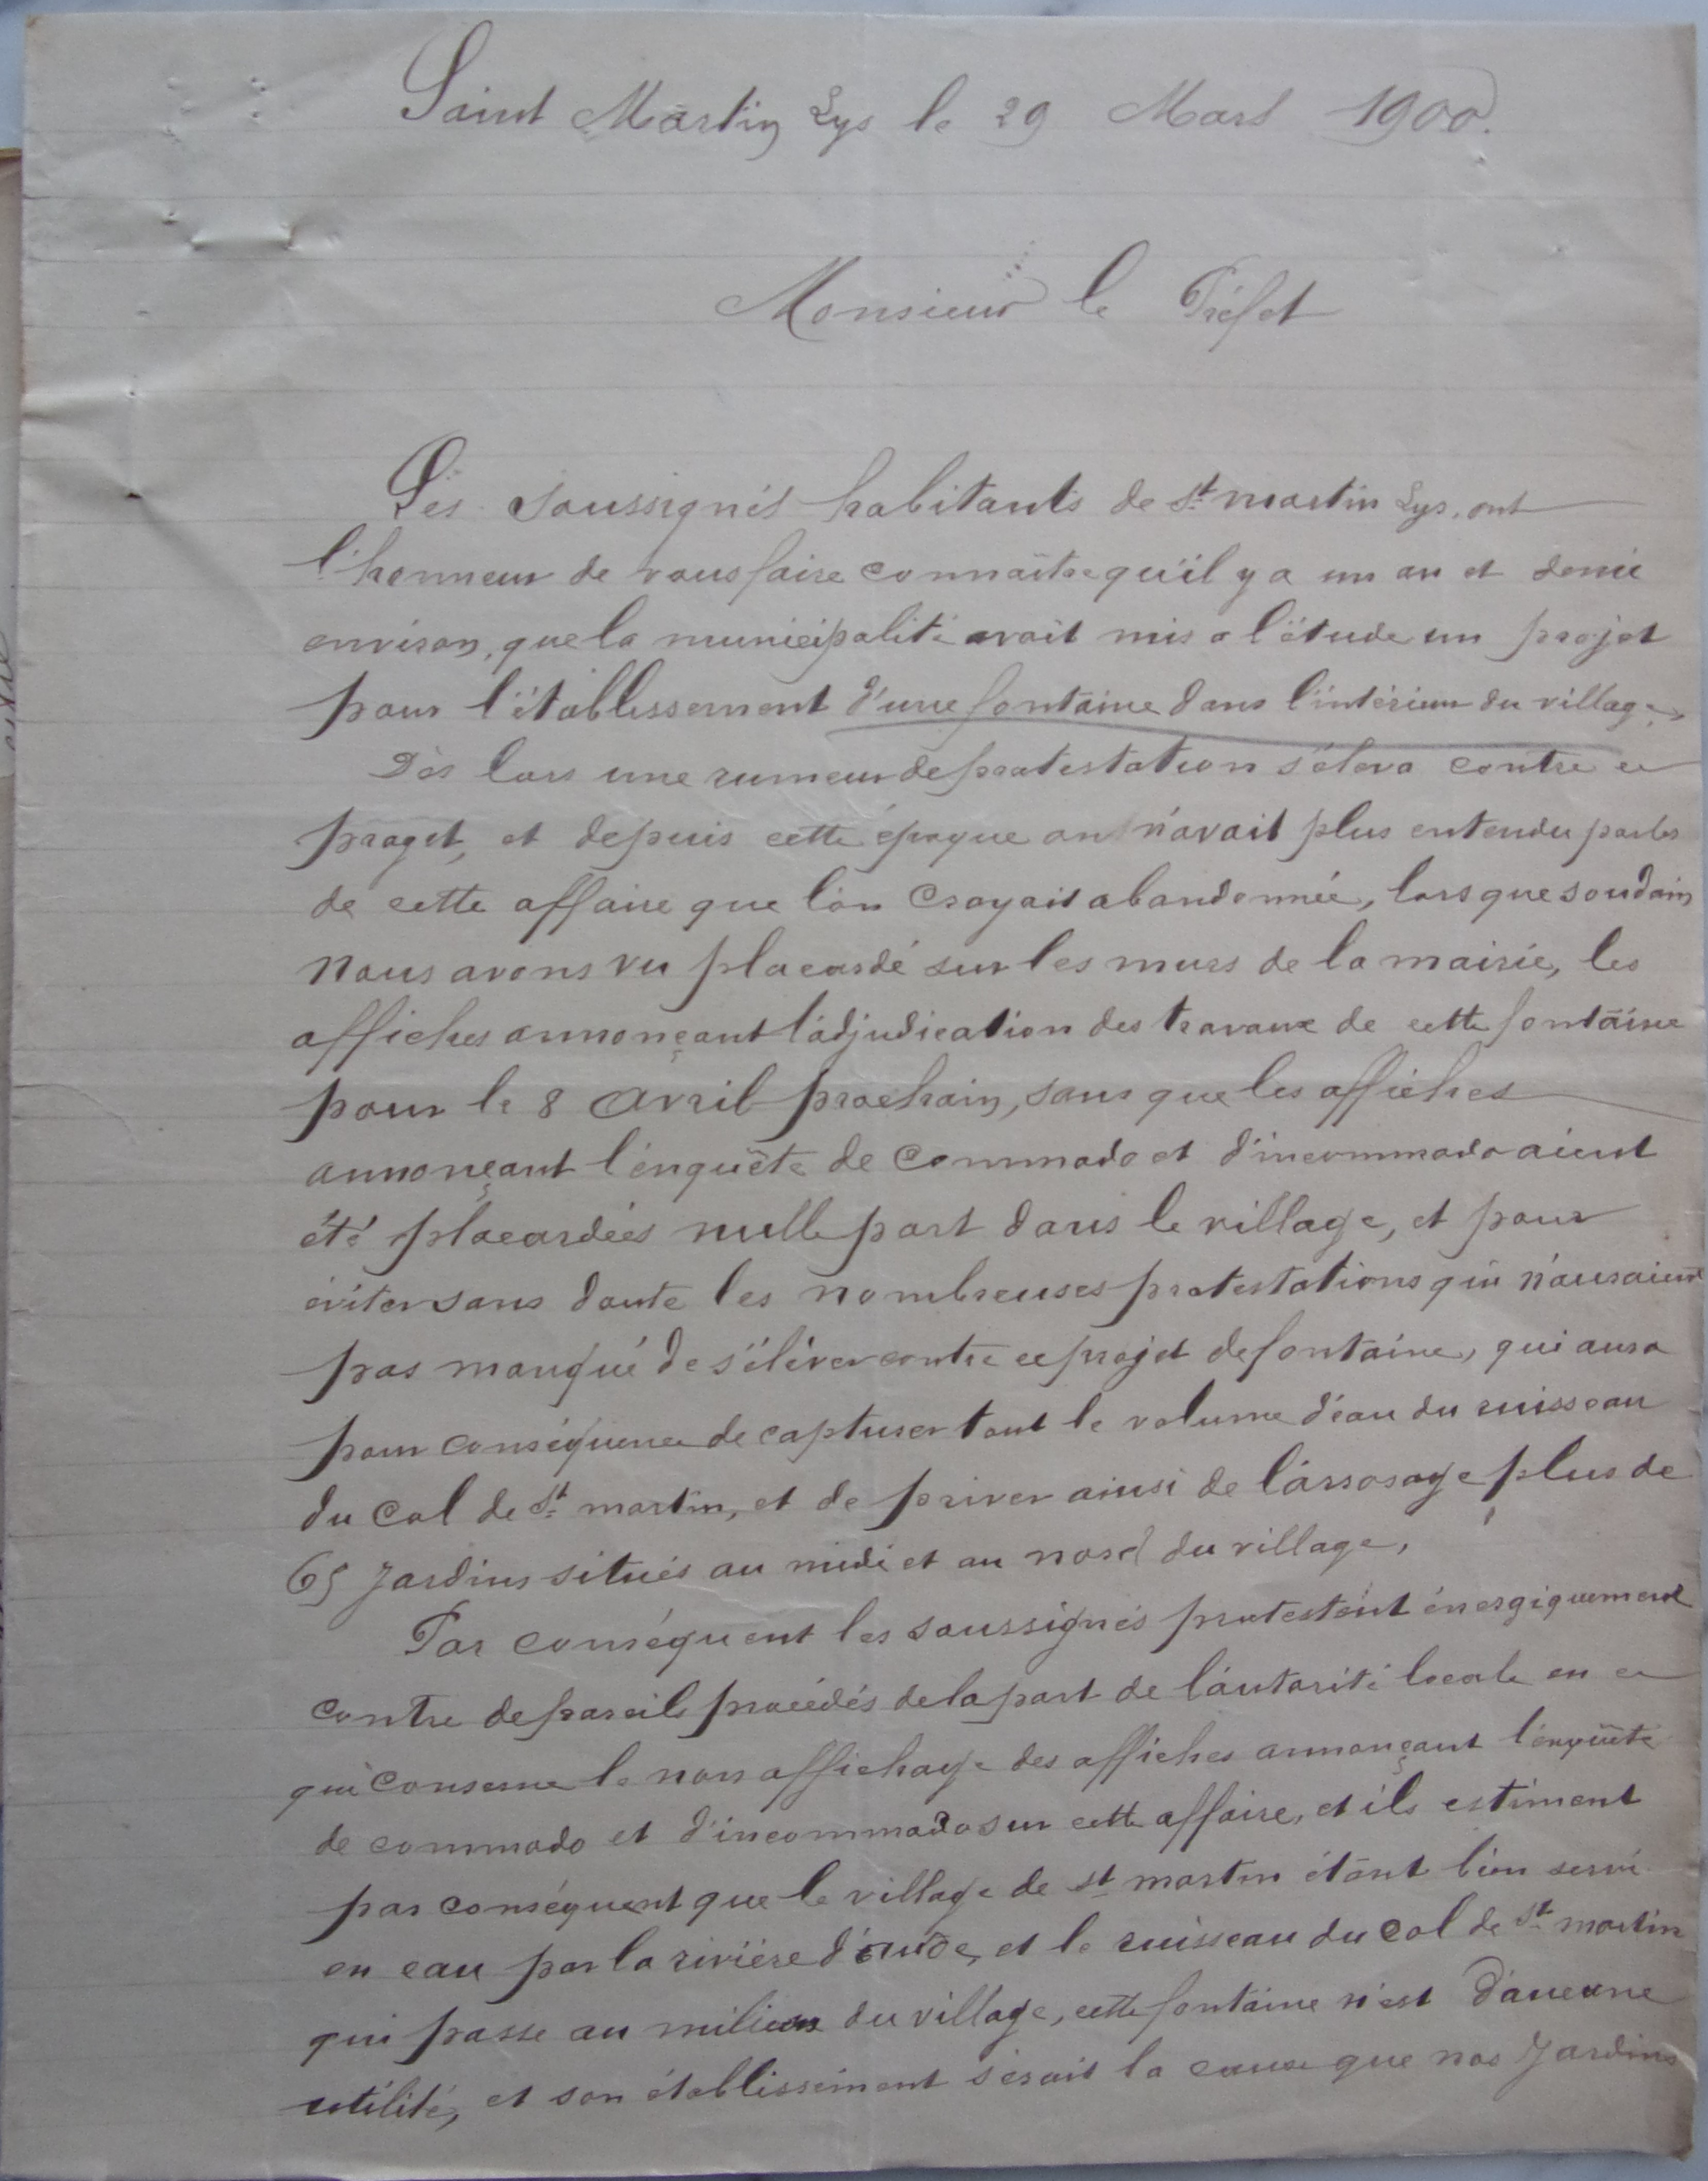 Saint Martin Lys le 29 Mars 1900.
Monsieur le Préfet
Les soussignés habitants de St martin Lys, ont
l'honneur de vous faire connaître qu'il y a un an et demie
environ, que la municipalité avait mis a l'étude un projet
pour l'établissement d'une fontaine dans l'intérieur du village.
Dès lors une rumeur de protestation s'éleva contre ce
proget, et depuis cette époque on n'avait plus entendu parler
de cette affaire que l'on croyait abandonnée, lorsque soudain
nous avons vu placardé sur les murs de la mairie, les
affiches annonçant l'adjudication des travaux de cette fontaine
pour le 8 avril prochain, sans que les affiches
annonçant l'enquête de commodo et d'incommodo aient
été placardées nulle part dans le village, et pour
éviter sans doute les nombreuses protestations qui n'auraient
pas manqué de s'élever contre ce projet de fontaine, qui aura
pour conséquence de capturer tout le volume d'eau du ruisseau
du Col de St martin, et de priver ainsi de l'arrosage plus de
65 jardins situés au midi et au nord du village,
Par conséquent les soussignés protestent énergiquement
contre de pareils procédés de la part de l'autorité locale en ce
qui conserne le non affichage des affiches annonçant l'enquête
de commodo et d'incommodo sur cette affaire, et ils estiment
par conséquent que le village de St martin étant bien servi
en eau par la rivière d'aude, et le ruisseau du Col de St martin
qui passe au milieu du village, cette fontaine n'est d'aucune
utilité, et son établissement serait la cause que nos jardins